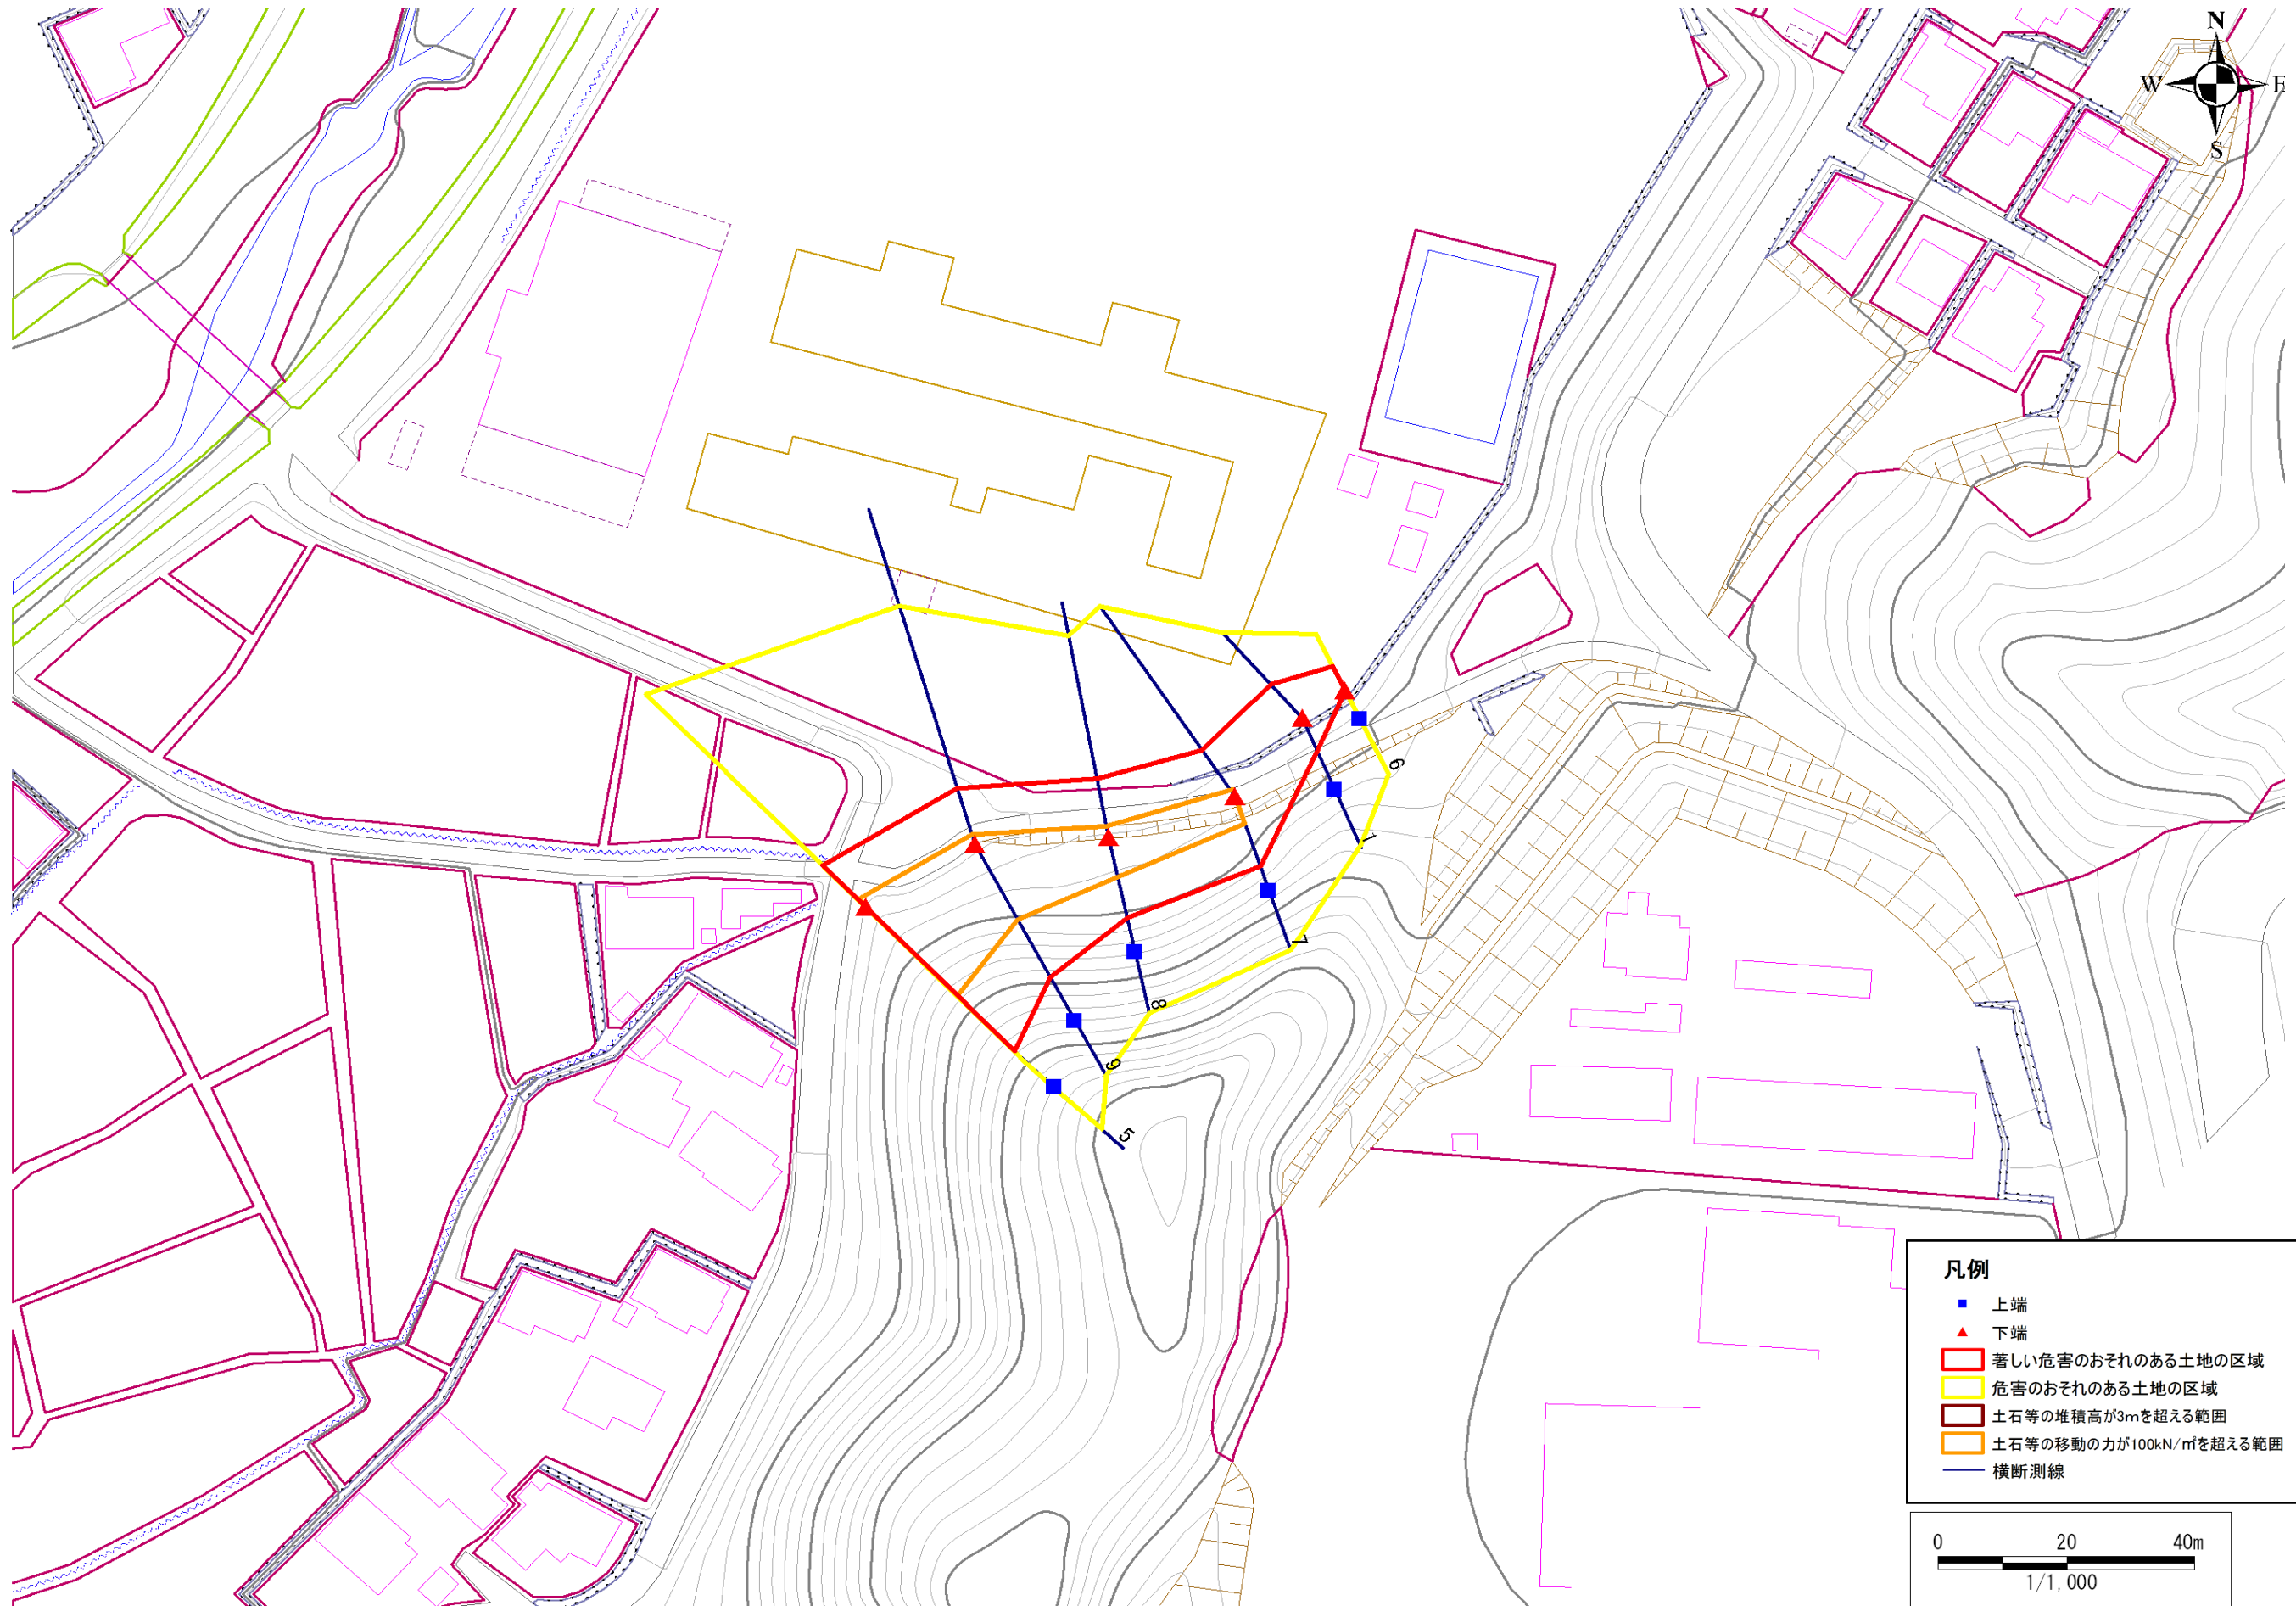 N
W E
S
6
1
7
8
9
5
凡例
上端
下端
著しい危害のおそれのある土地の区域
危害のおそれのある土地の区域
土石等の堆積高が3mを超える範囲
土石等の移動の力が100kN/㎡を超える範囲
横断測線
0 20 40m
1/1,000